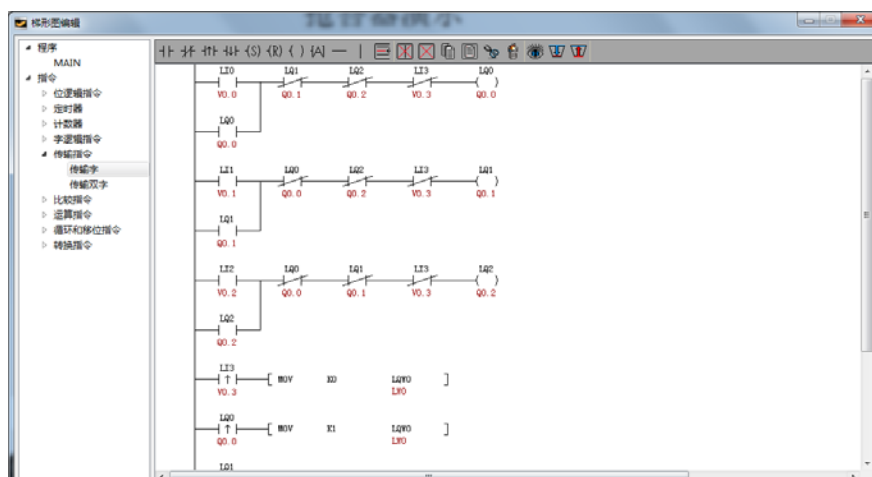 梯形图编辑
程序
MAIN
指令
位逻辑指令
定时器
计数器
字逻辑指令
传输指令
传输字
传输双字
比较指令
运算指令
循环和移位指令
转换指令
(S) (R) ( ) {A}
LI0 LQ1 LQ2 LI3 LQ0
V0.0 Q0.1 Q0.2 V0.3 Q0.0
LQ0
Q0.0
LI1 LQ0 LQ2 LI3 LQ1
V0.1 Q0.0 Q0.2 V0.3 Q0.1
LQ1
Q0.1
LI2 LQ0 LQ1 LI3 LQ2
V0.2 Q0.0 Q0.1 V0.3 Q0.2
LQ2
Q0.2
LI3
[ MOV K0 LQW0 ]
V0.3 LW0
LQ0
[ MOV K1 LQW0 ]
Q0.0 LW0
LQ1